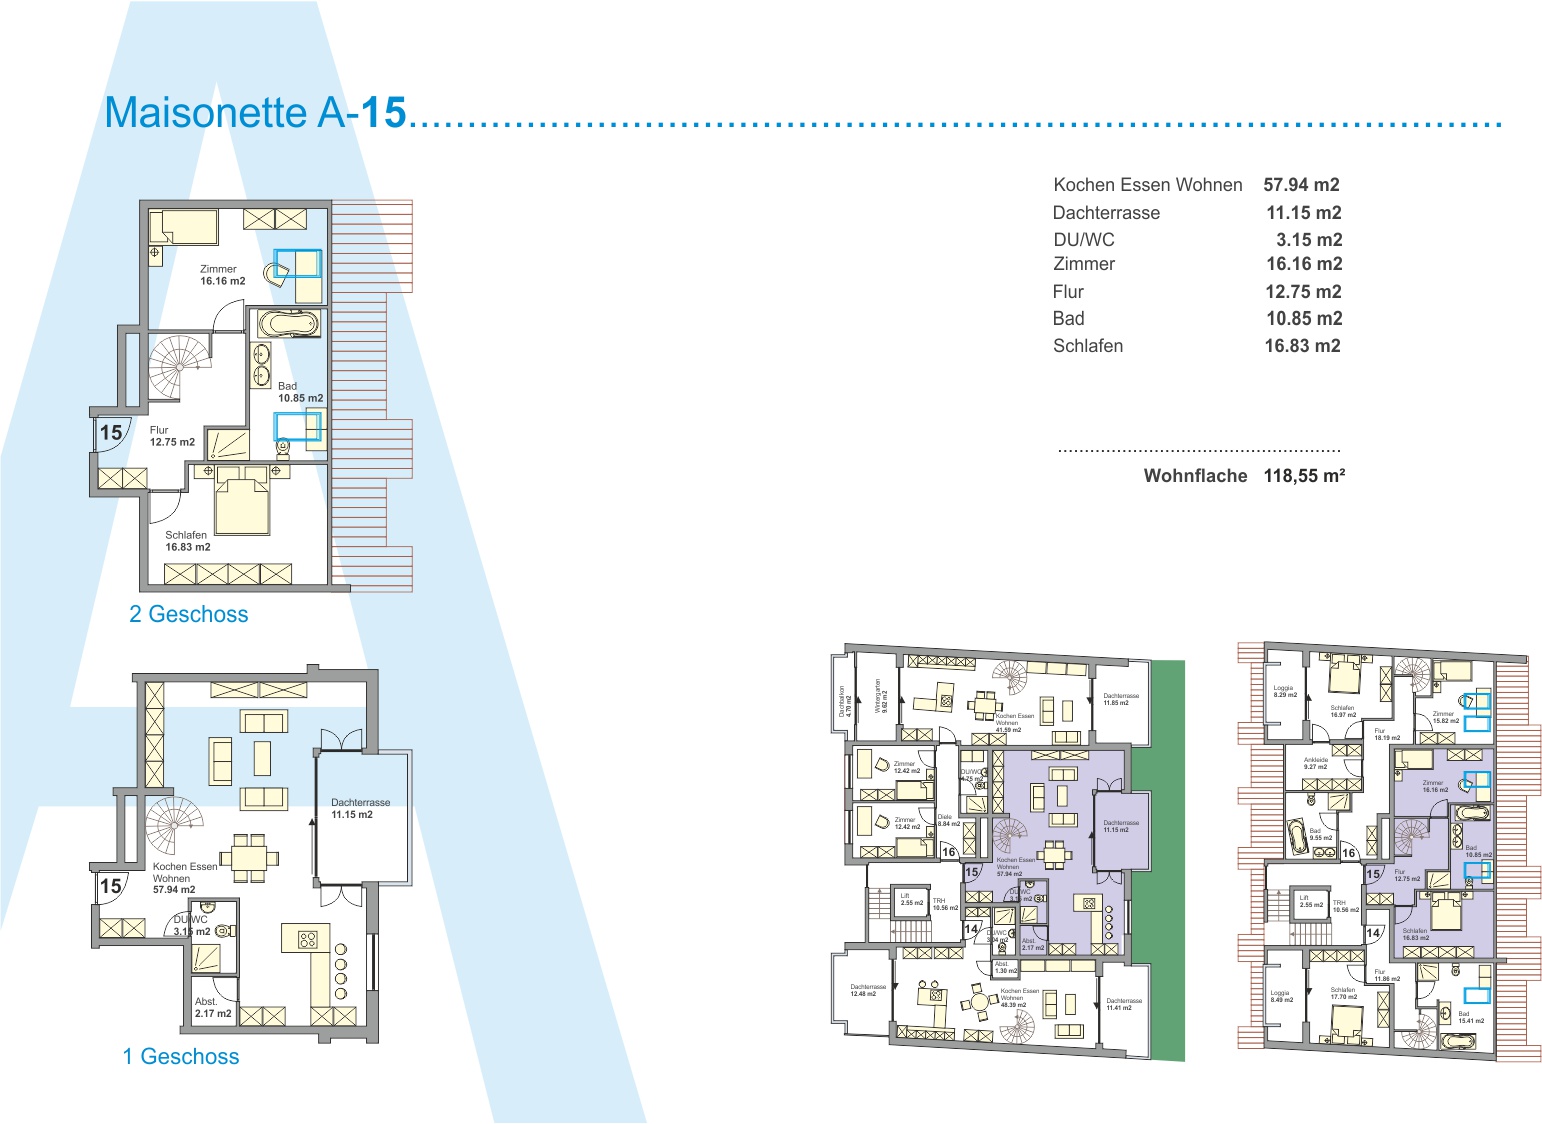 Maisonette A-15
Kochen Essen Wohnen 57.94 m2
Dachterrasse 11.15 m2
DU/WC 3.15 m2
Zimmer 16.16 m2
Flur 12.75 m2
Bad 10.85 m2
Schlafen 16.83 m2
Wohnflache 118,55 m²
Zimmer
16.16 m2
Bad
10.85 m2
15
Flur
12.75 m2
Schlafen
16.83 m2
2 Geschoss
Dachterrasse
11.15 m2
Kochen Essen
Wohnen
57.94 m2
15
DU/WC
3.15 m2
Abst.
2.17 m2
1 Geschoss
Dachbalkon
4.70 m2
Wintergarten
9.62 m2
Kochen Essen
Wohnen
41.59 m2
Dachterrasse
11.85 m2
Zimmer
12.42 m2
DU/WC
4.75 m2
Zimmer
12.42 m2
Diele
8.84 m2
16
Dachterrasse
11.15 m2
Kochen Essen
Wohnen
57.94 m2
15
DU/WC
3.15 m2
Lift
2.55 m2
TRH
10.56 m2
14
DU/WC
3.04 m2
Abst.
2.17 m2
Abst.
1.30 m2
Dachterrasse
12.48 m2
Kochen Essen
Wohnen
48.39 m2
Dachterrasse
11.41 m2
Loggia
8.29 m2
Schlafen
16.97 m2
Zimmer
15.82 m2
Flur
18.19 m2
Ankleide
9.27 m2
Zimmer
16.16 m2
Bad
9.55 m2
16
Bad
10.85 m2
15
Flur
12.75 m2
Lift
2.55 m2
TRH
10.56 m2
14
Schlafen
16.83 m2
Flur
11.86 m2
Loggia
8.49 m2
Schlafen
17.70 m2
Bad
15.41 m2